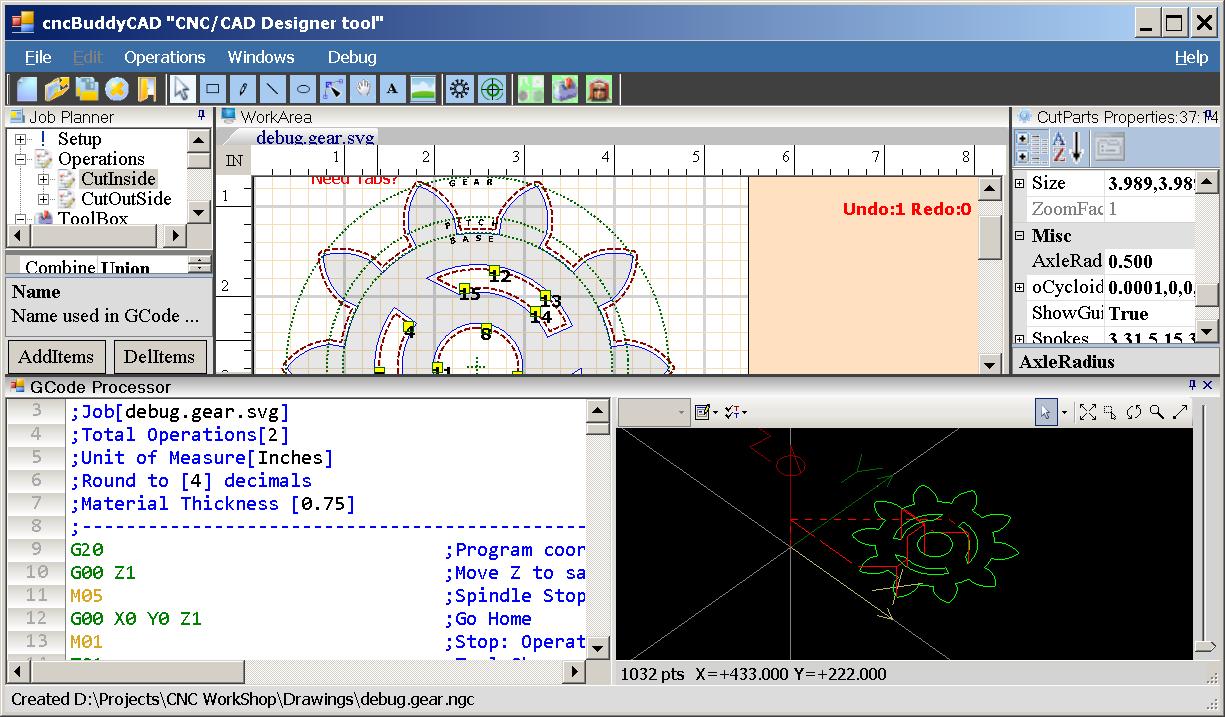 cncBuddyCAD "CNC/CAD Designer tool"
File Edit Operations Windows Debug Help
A
Job Planner
Setup
Operations
CutInside
CutOutSide
ToolBox
Combine Union
Name
Name used in GCode ...
AddItems DelItems
WorkArea
debug.gear.svg
IN 1 2 3 4 5 6 7 8
1
2
Need Tabs?
GEAR
PITCH
BASE
12
15 13
14
4 8
11
Undo:1 Redo:0
CutParts Properties:37:14
Size 3.989,3.989
ZoomFac 1
Misc
AxleRad 0.500
oCycloid 0.0001,0,0.
ShowGui True
Spokes 3,31.5,15,3
AxleRadius
GCode Processor
3 ;Job[debug.gear.svg]
4 ;Total Operations[2]
5 ;Unit of Measure[Inches]
6 ;Round to [4] decimals
7 ;Material Thickness [0.75]
8 ;-----------------------------------------------
9 G20 ;Program coor
10 G00 Z1 ;Move Z to sa
11 M05 ;Spindle Stop
12 G00 X0 Y0 Z1 ;Go Home
13 M01 ;Stop: Operat
Z
Y
1032 pts X=+433.000 Y=+222.000
Created D:\Projects\CNC WorkShop\Drawings\debug.gear.ngc